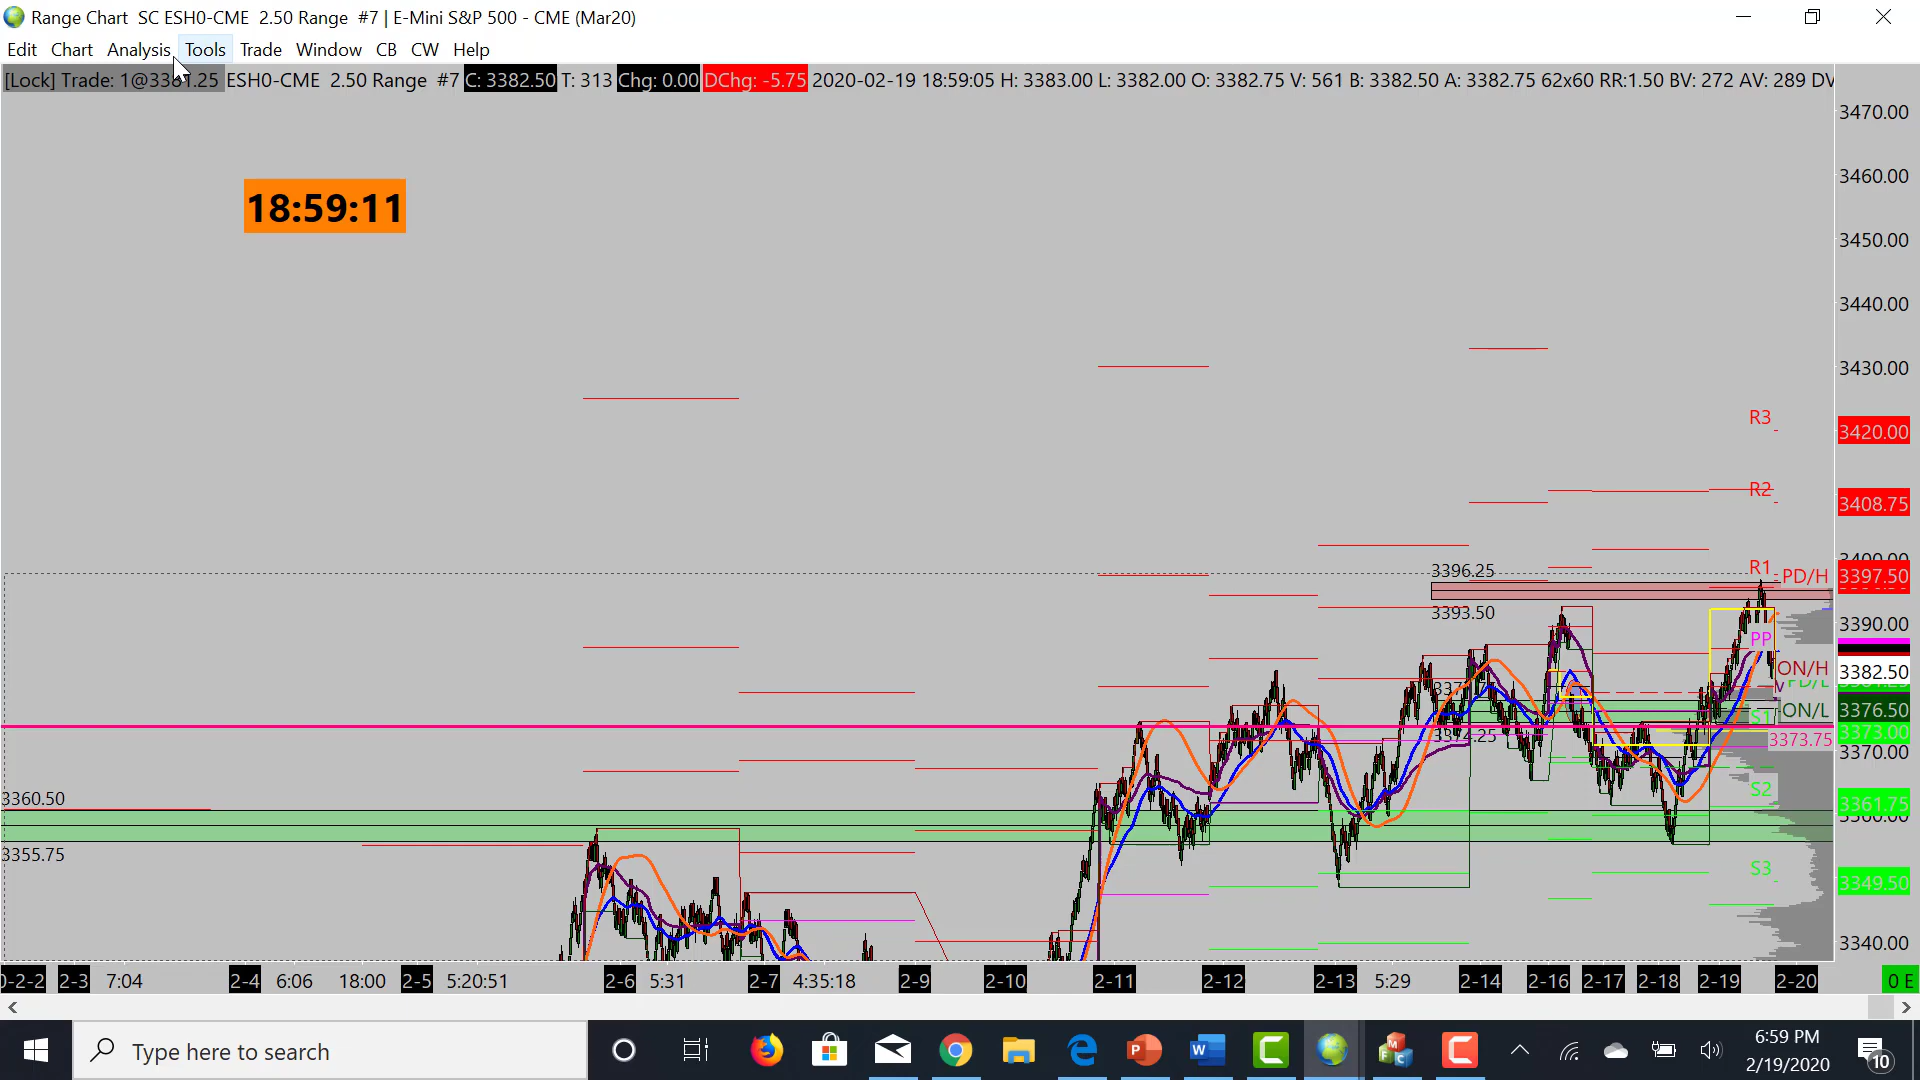 Range Chart SC ESH0-CME 2.50 Range #7 | E-Mini S&P 500 - CME (Mar20)
Edit Chart Analysis Tools Trade Window CB CW Help
[Lock] Trade: 1@3381.25 ESH0-CME 2.50 Range #7 C: 3382.50 T: 313 Chg: 0.00 DChg: -5.75 2020-02-19 18:59:05 H: 3383.00 L: 3382.00 O: 3382.75 V: 561 B: 3382.50 A: 3382.75 62x60 RR:1.50 BV: 272 AV: 289 DV
3470.00
3460.00
18:59:11
3450.00
3440.00
3430.00
R3
3420.00
R2
3408.75
3400.00
3396.25
R1
PD/H
3397.50
3393.50
3390.00
PP
ON/H
3382.50
PD/L
ON/L
3376.50
S1
3374.25
3373.00
3373.75
3370.00
S2
3360.50
3361.75
3360.00
3355.75
S3
3349.50
3340.00
0-2-2 2-3 7:04 2-4 6:06 18:00 2-5 5:20:51 2-6 5:31 2-7 4:35:18 2-9 2-10 2-11 2-12 2-13 5:29 2-14 2-16 2-17 2-18 2-19 2-20 0 E
Type here to search
6:59 PM
2/19/2020
10